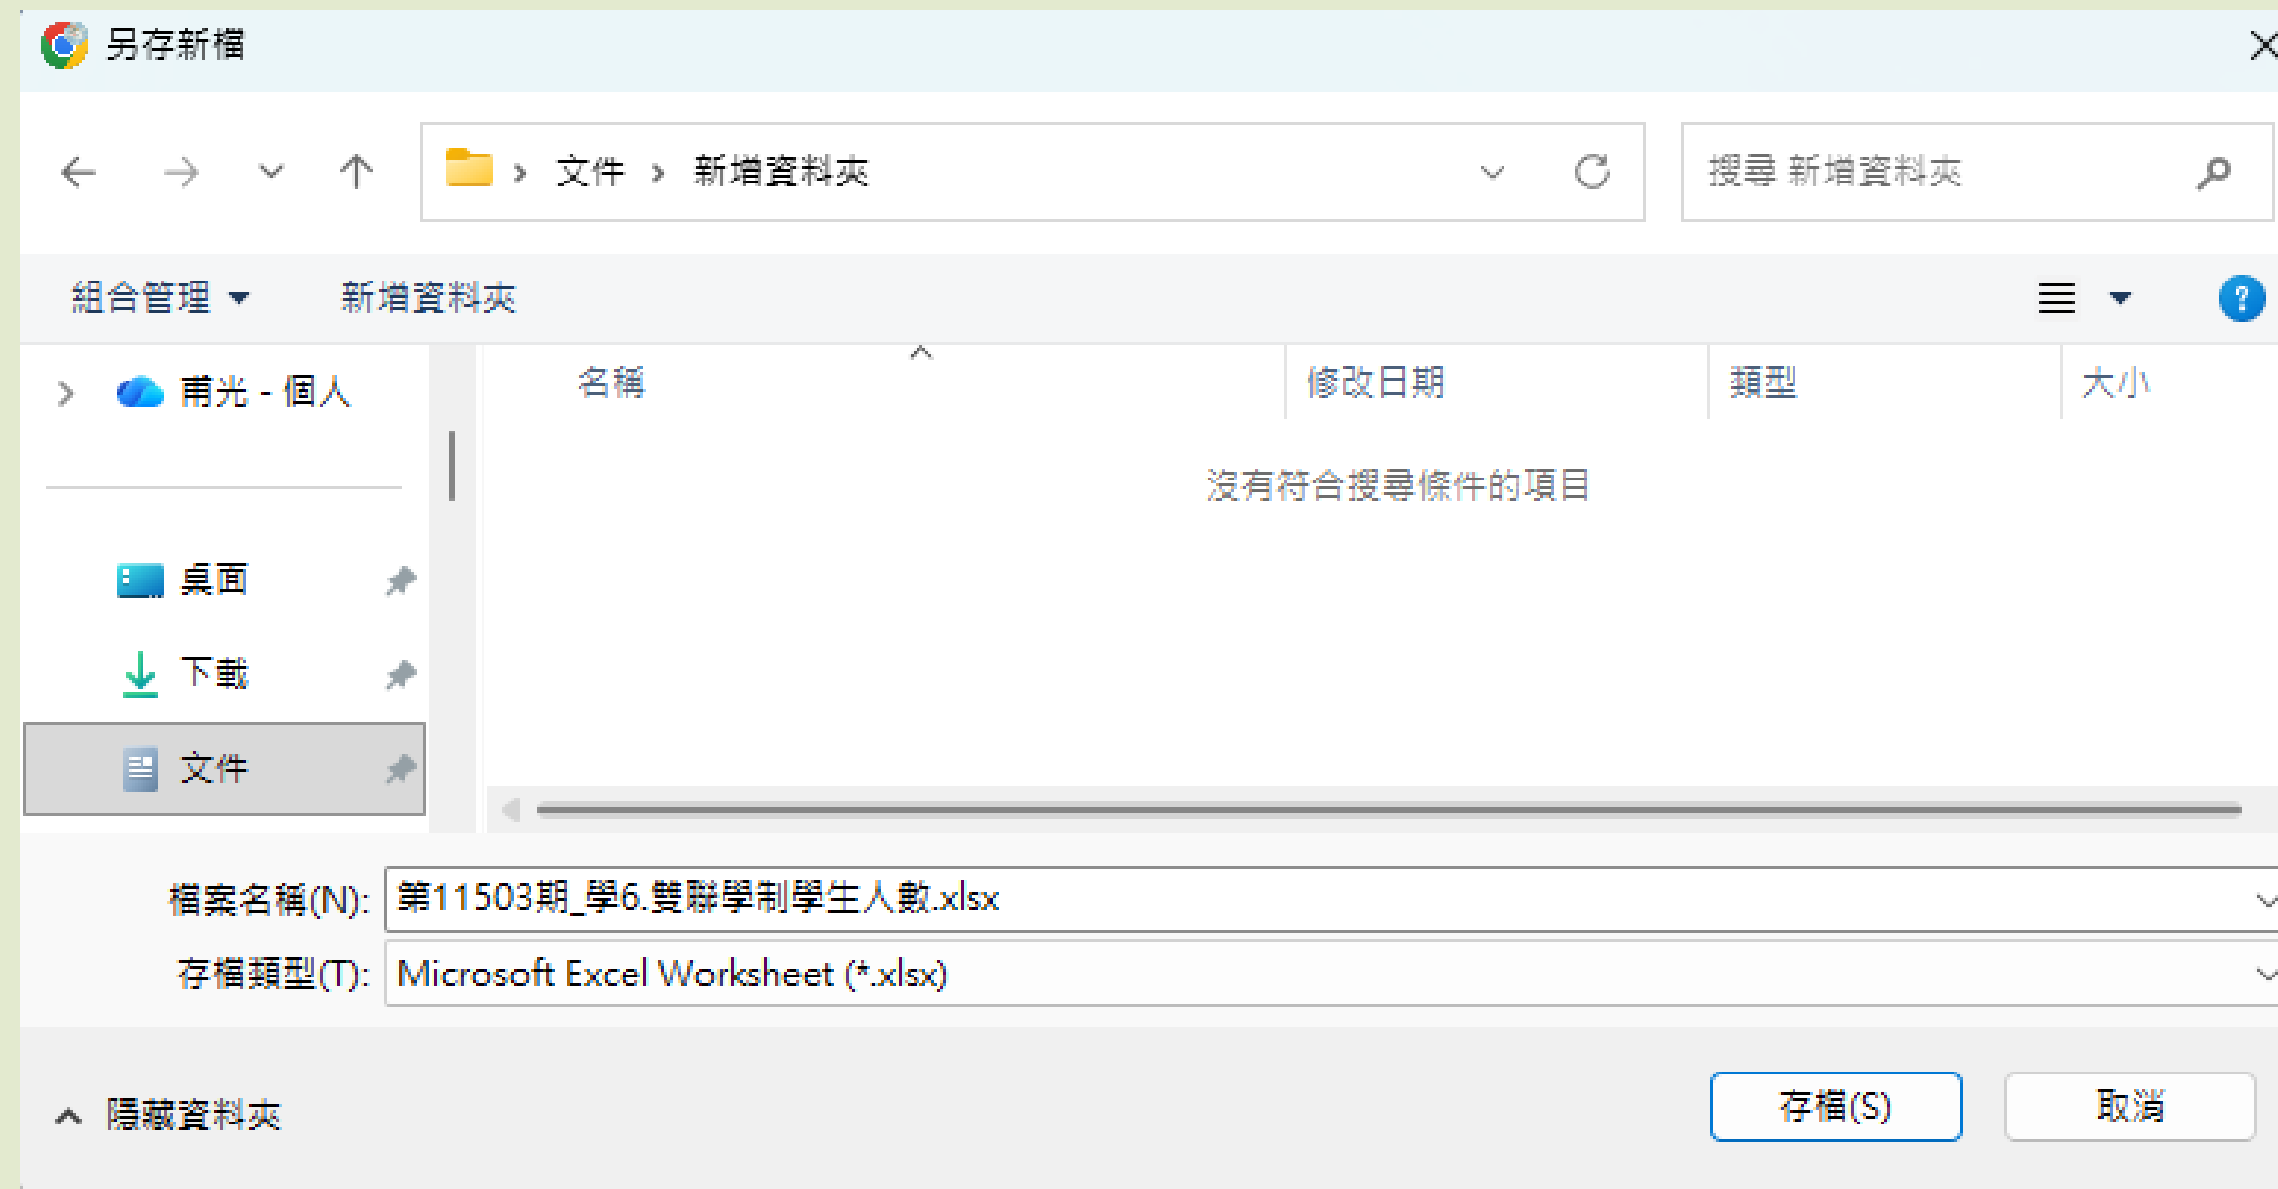 另存新檔
文件 › 新增資料夾
搜尋 新增資料夾
組合管理 新增資料夾
名稱 修改日期 類型 大小
甫光 - 個人
沒有符合搜尋條件的項目
桌面
下載
文件
檔案名稱(N): 第11503期_學6.雙聯學制學生人數.xlsx
存檔類型(T): Microsoft Excel Worksheet (*.xlsx)
隱藏資料夾 存檔(S) 取消